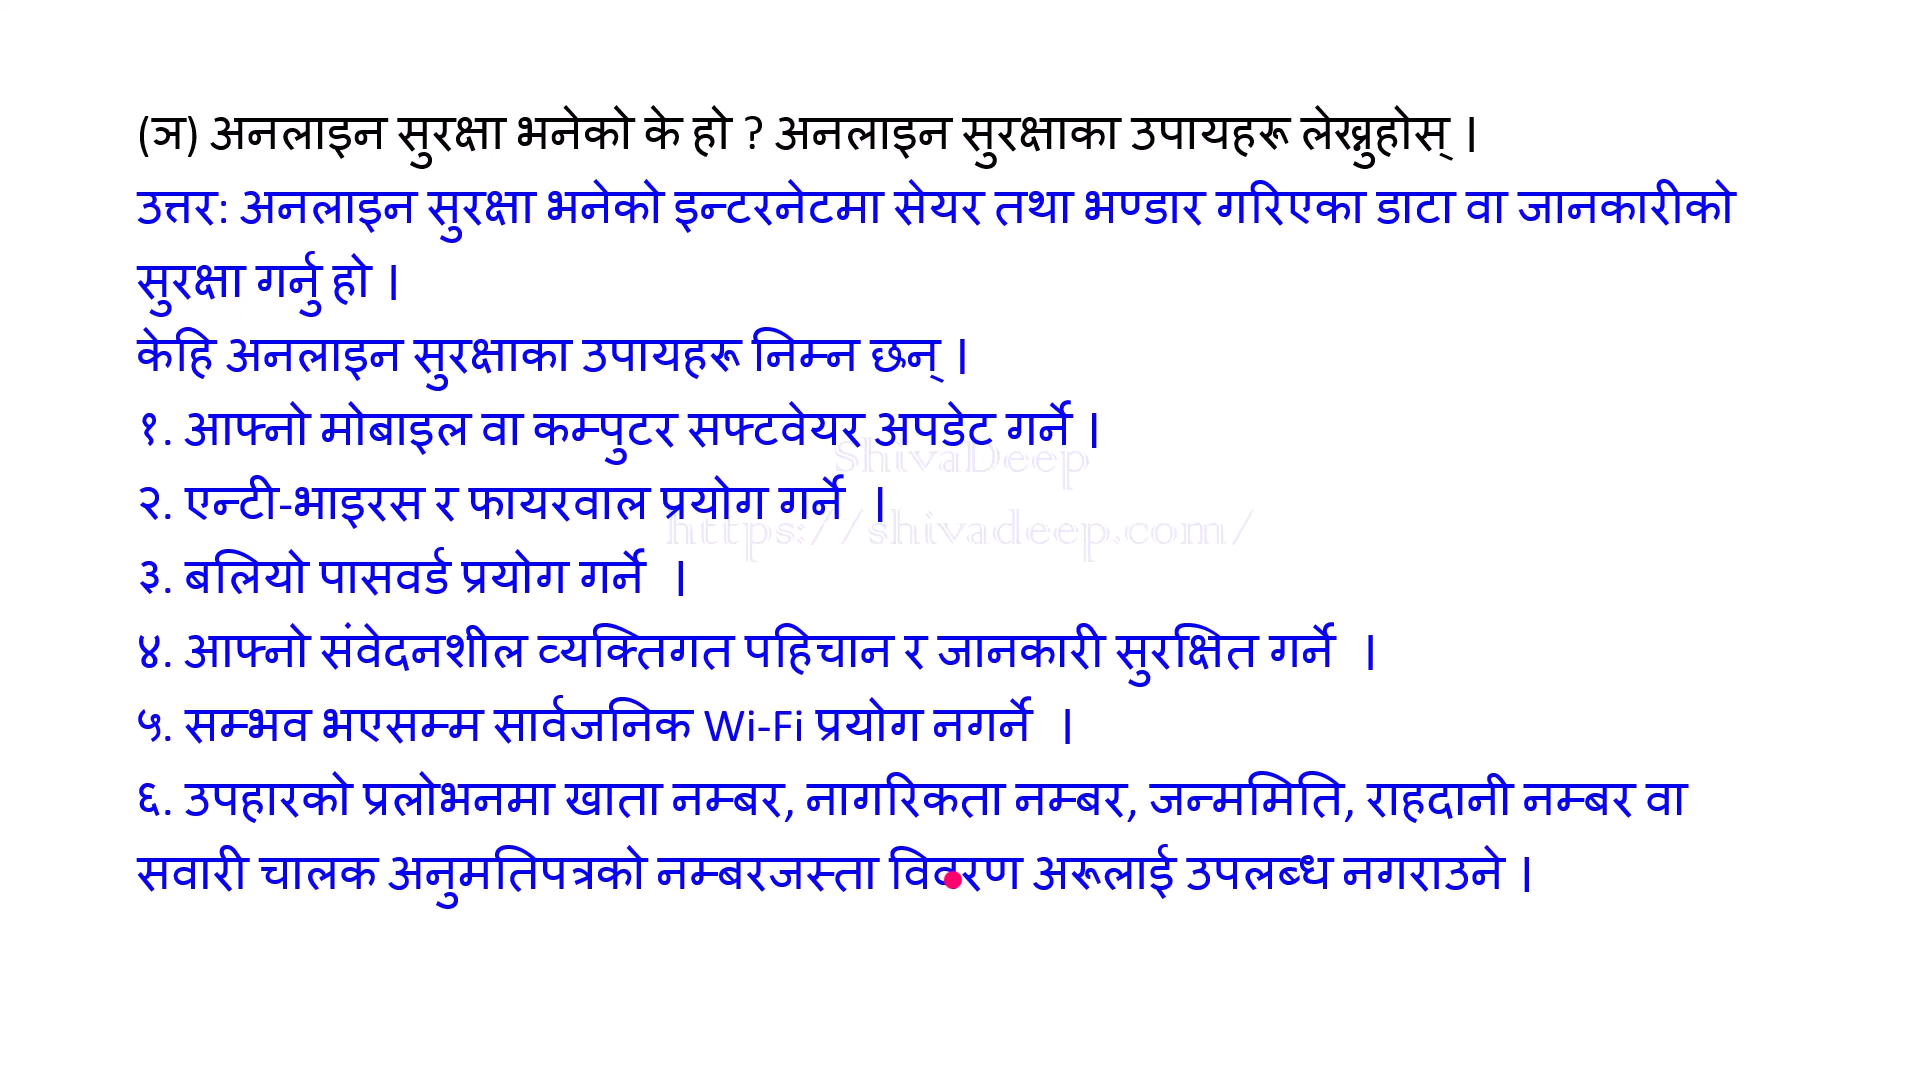 (ञ) अनलाइन सुरक्षा भनेको के हो ? अनलाइन सुरक्षाका उपायहरू लेख्नुहोस् ।
उत्तर: अनलाइन सुरक्षा भनेको इन्टरनेटमा सेयर तथा भण्डार गरिएका डाटा वा जानकारीको
सुरक्षा गर्नु हो ।
केहि अनलाइन सुरक्षाका उपायहरू निम्न छन् ।
१. आफ्नो मोबाइल वा कम्पुटर सफ्टवेयर अपडेट गर्ने ।
ShivaDeep
२. एन्टी-भाइरस र फायरवाल प्रयोग गर्ने ।
https://shivadeep.com/
३. बलियो पासवर्ड प्रयोग गर्ने ।
४. आफ्नो संवेदनशील व्यक्तिगत पहिचान र जानकारी सुरक्षित गर्ने ।
५. सम्भव भएसम्म सार्वजनिक Wi-Fi प्रयोग नगर्ने ।
६. उपहारको प्रलोभनमा खाता नम्बर, नागरिकता नम्बर, जन्ममिति, राहदानी नम्बर वा
सवारी चालक अनुमतिपत्रको नम्बरजस्ता विवरण अरूलाई उपलब्ध नगराउने ।